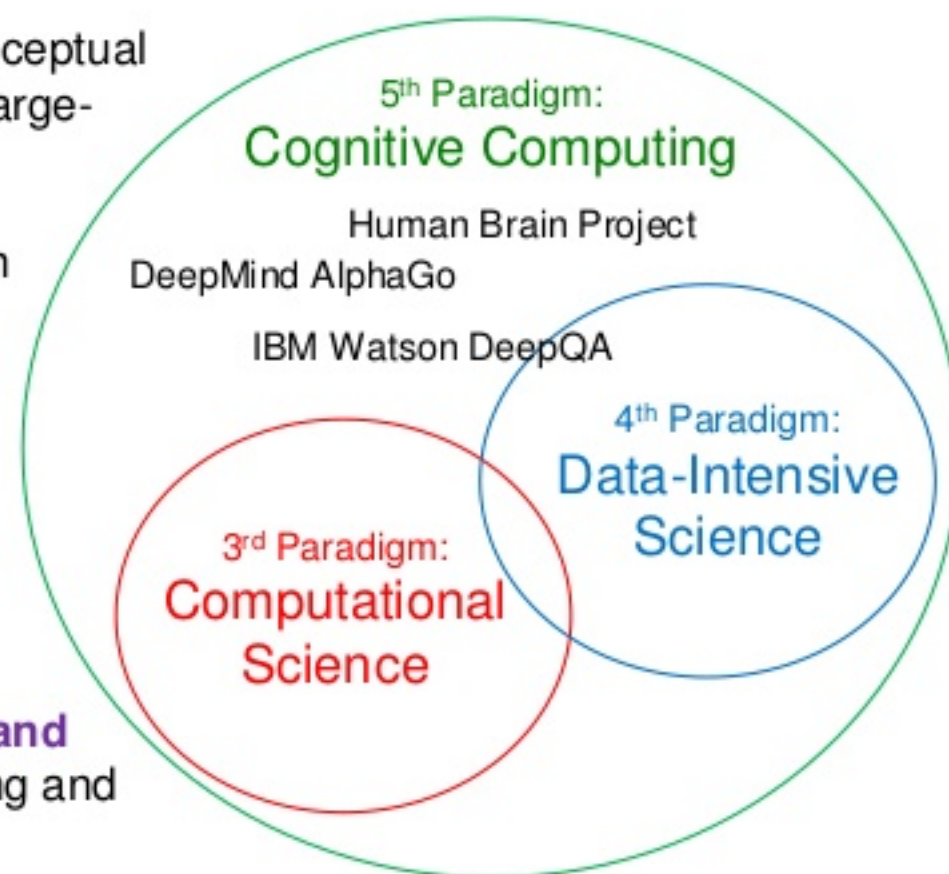 ceptual
arge-
5th Paradigm:
Cognitive Computing
Human Brain Project
n
DeepMind AlphaGo
IBM Watson DeepQA
4th Paradigm:
Data-Intensive
Science
3rd Paradigm:
Computational
Science
and
ng and